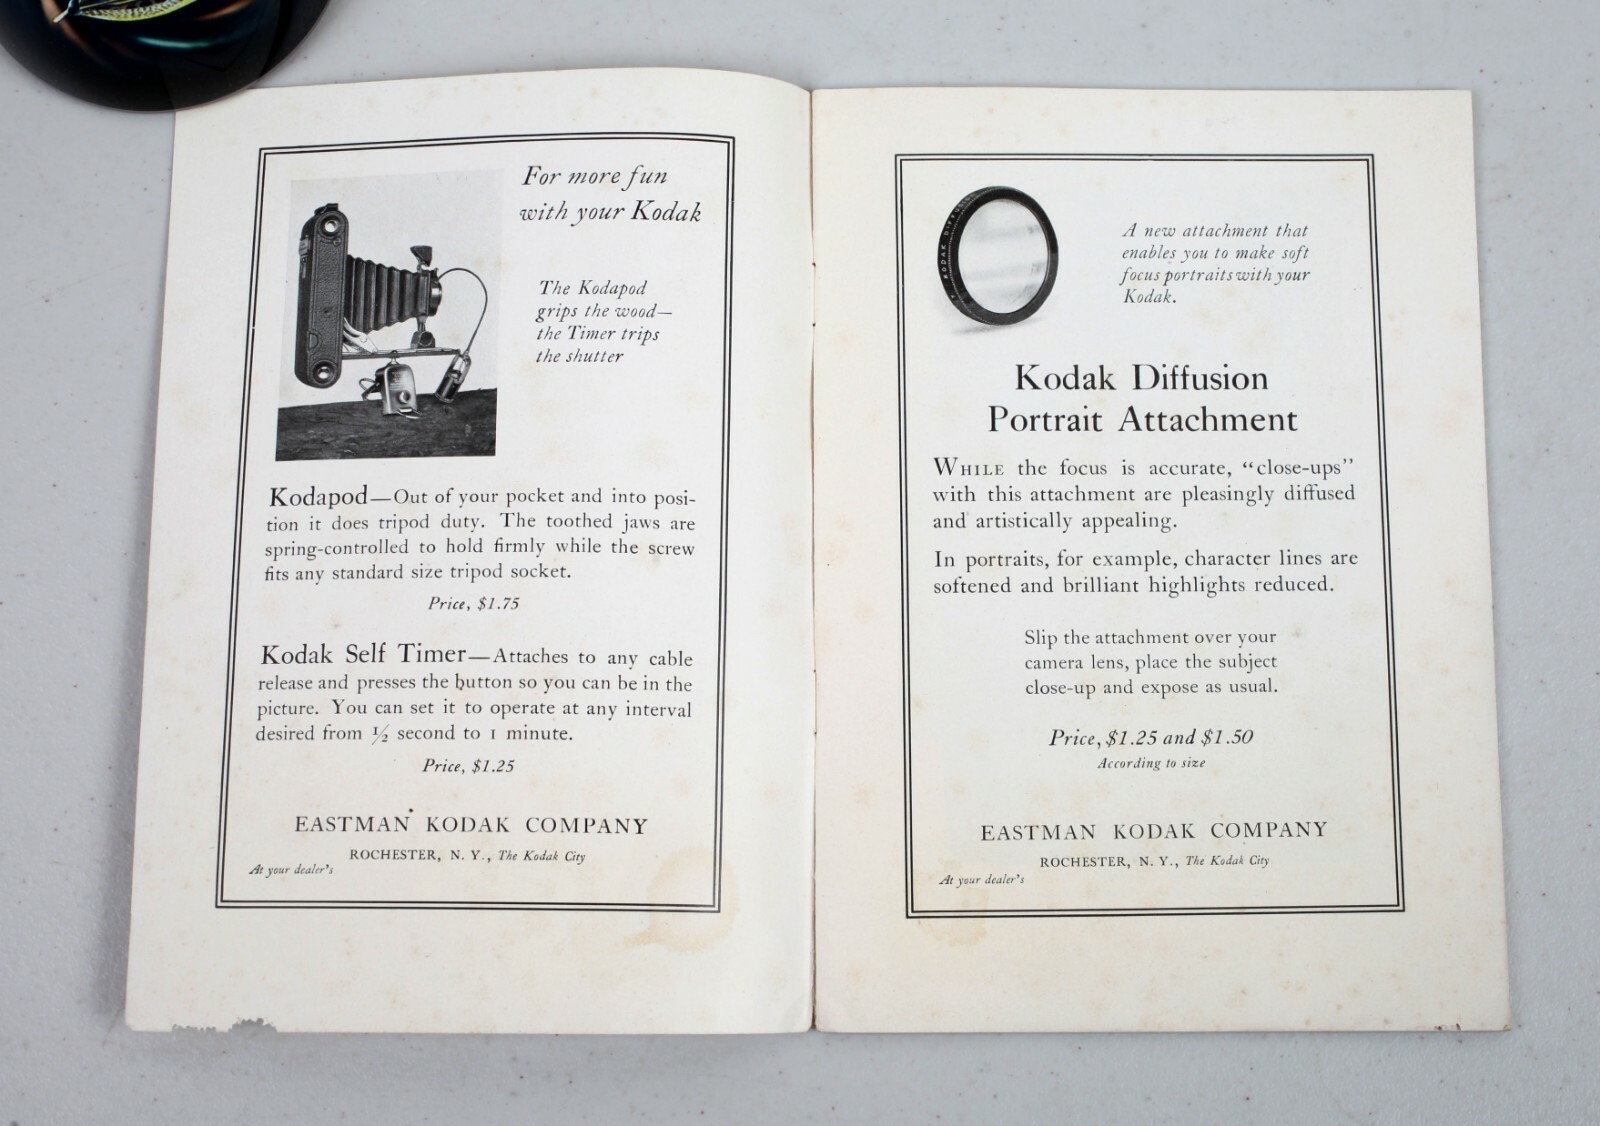 For more fun
with your Kodak
The Kodapod
grips the wood—
the Timer trips
the shutter
Kodapod—Out of your pocket and into posi-
tion it does tripod duty. The toothed jaws are
spring-controlled to hold firmly while the screw
fits any standard size tripod socket.
Price, $1.75
Kodak Self Timer—Attaches to any cable
release and presses the button so you can be in the
picture. You can set it to operate at any interval
desired from ½ second to 1 minute.
Price, $1.25
EASTMAN KODAK COMPANY
ROCHESTER, N. Y., The Kodak City
At your dealer's
KODAK DIFFUSION
A new attachment that
enables you to make soft
focus portraits with your
Kodak.
Kodak Diffusion
Portrait Attachment
WHILE the focus is accurate, “close-ups”
with this attachment are pleasingly diffused
and artistically appealing.
In portraits, for example, character lines are
softened and brilliant highlights reduced.
Slip the attachment over your
camera lens, place the subject
close-up and expose as usual.
Price, $1.25 and $1.50
According to size
EASTMAN KODAK COMPANY
ROCHESTER, N. Y., The Kodak City
At your dealer's